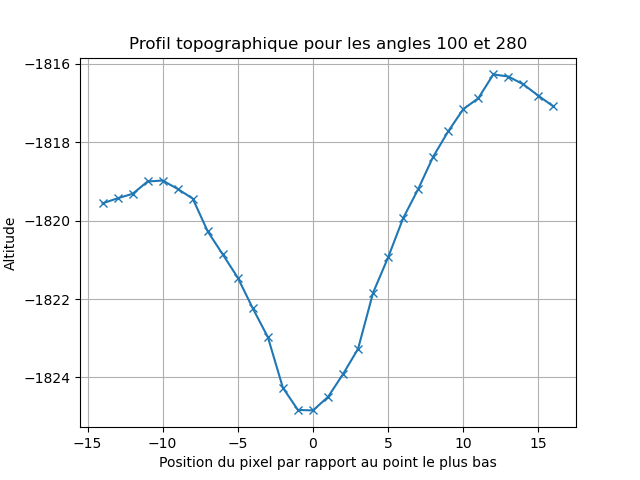 Profil topographique pour les angles 100 et 280
Altitude
−1816
−1818
−1820
−1822
−1824
−15 −10 −5 0 5 10 15
Position du pixel par rapport au point le plus bas